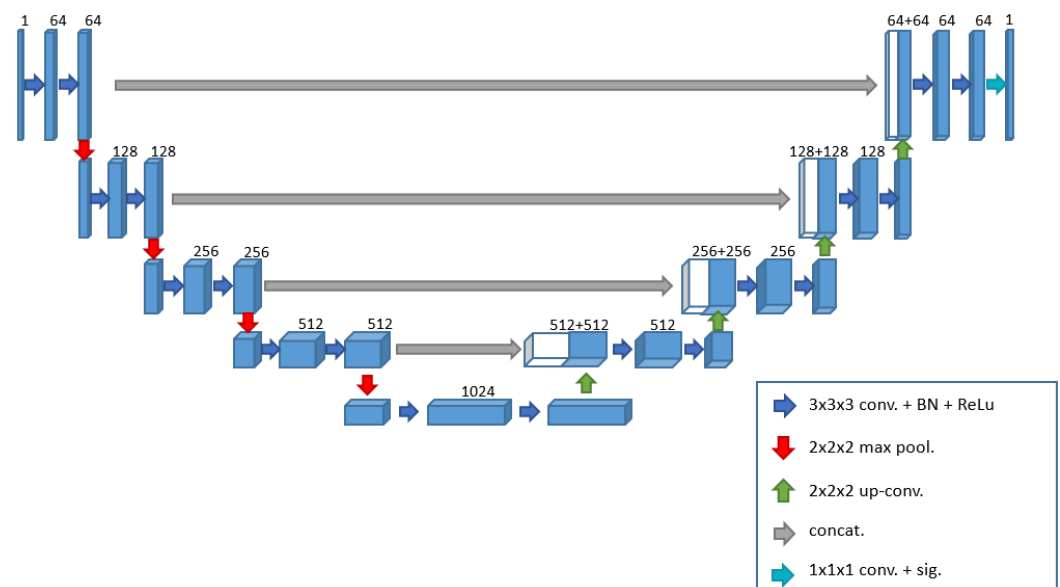 1 64 64 64+64 64 64 1
128 128 128+128 128
256 256 256+256 256
512 512 512+512 512
1024
3x3x3 conv. + BN + ReLu
2x2x2 max pool.
2x2x2 up-conv.
concat.
1x1x1 conv. + sig.